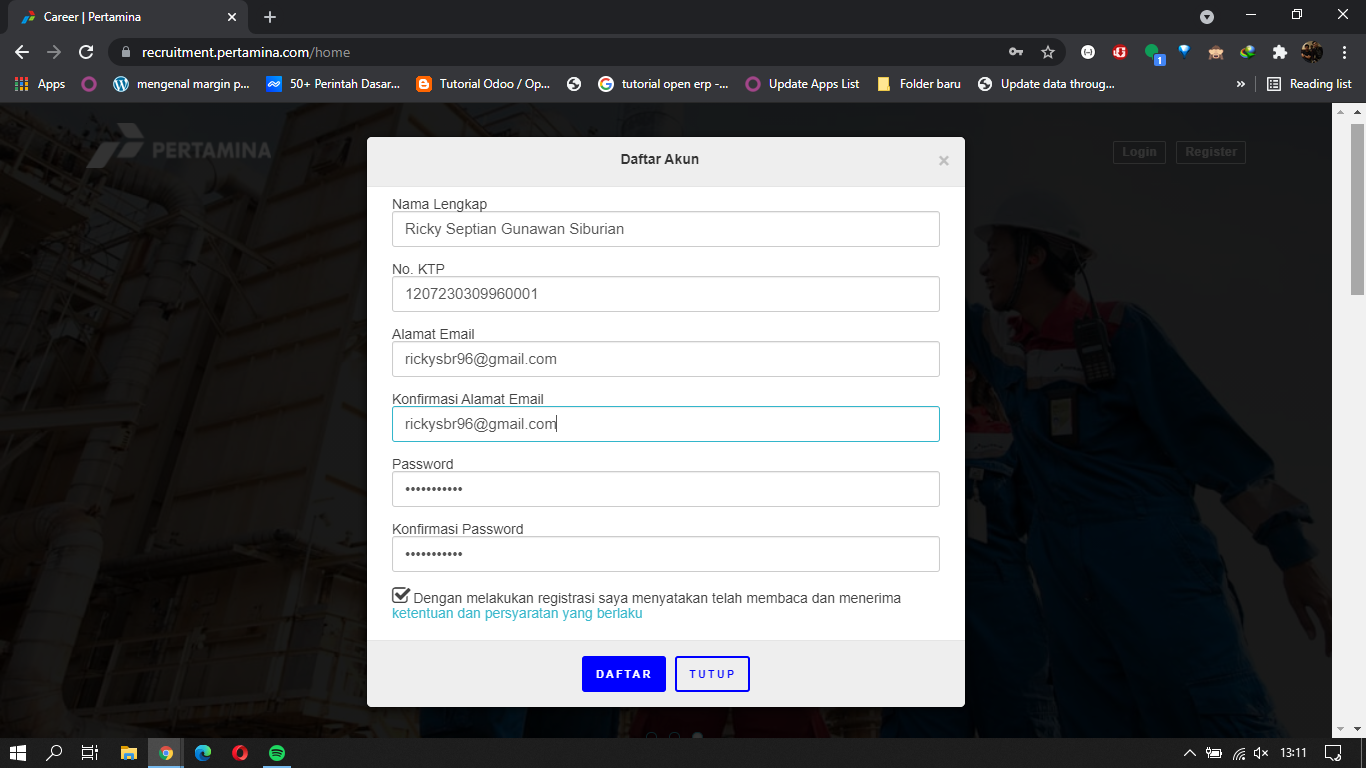 Career | Pertamina
recruitment.pertamina.com/home
1
Apps
mengenal margin p...
50+ Perintah Dasar...
Tutorial Odoo / Op...
tutorial open erp -...
Update Apps List
Folder baru
Update data throug...
»
Reading list
PERTAMINA
Login
Register
Daftar Akun
×
Nama Lengkap
Ricky Septian Gunawan Siburian
No. KTP
1207230309960001
Alamat Email
rickysbr96@gmail.com
Konfirmasi Alamat Email
rickysbr96@gmail.com
Password
•••••••••••
Konfirmasi Password
•••••••••••
Dengan melakukan registrasi saya menyatakan telah membaca dan menerima
ketentuan dan persyaratan yang berlaku
DAFTAR
TUTUP
13:11